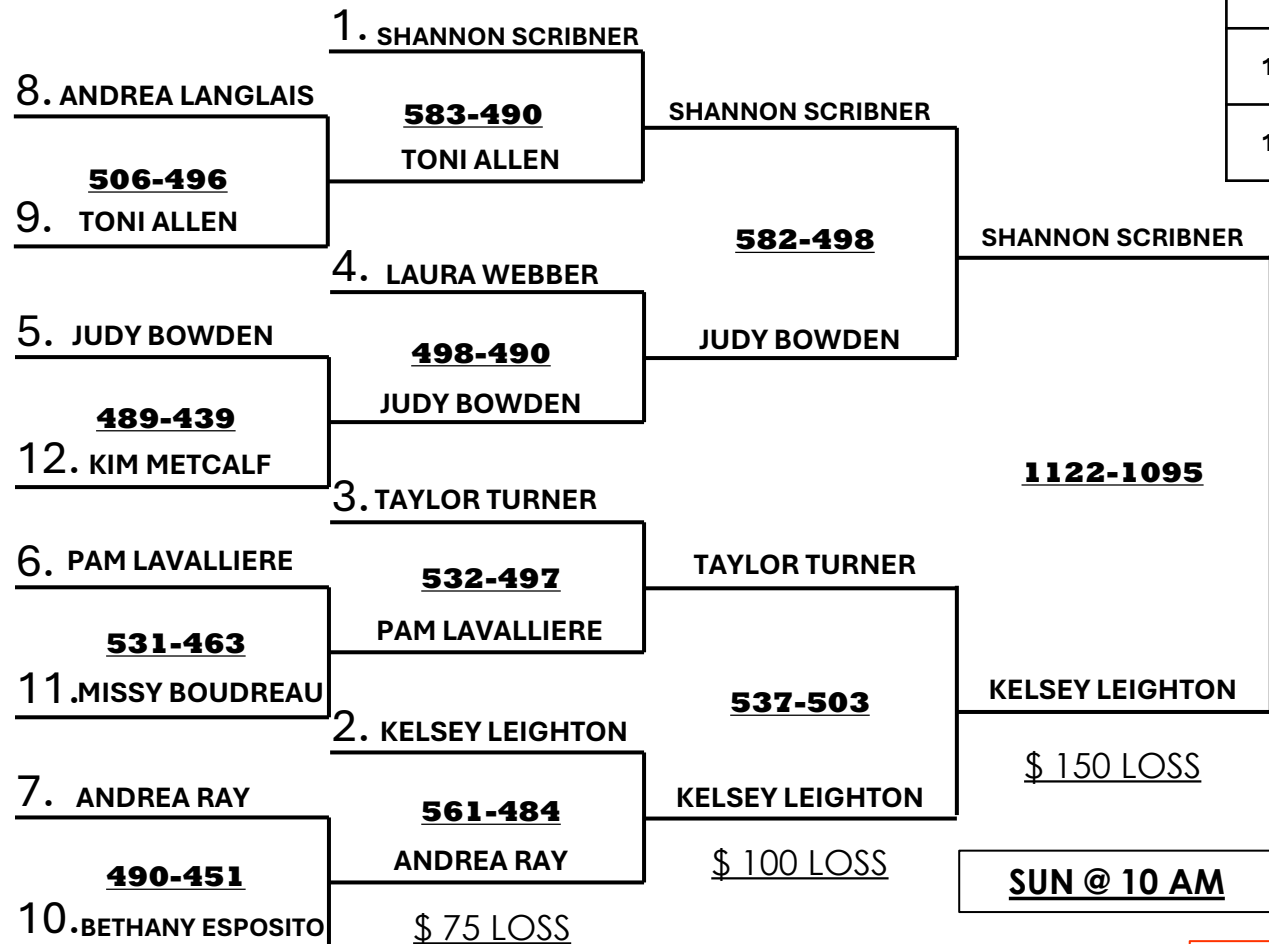 1. SHANNON SCRIBNER
8. ANDREA LANGLAIS
583-490
SHANNON SCRIBNER
TONI ALLEN
506-496
9. TONI ALLEN
582-498
SHANNON SCRIBNER
4. LAURA WEBBER
5. JUDY BOWDEN
498-490
JUDY BOWDEN
JUDY BOWDEN
489-439
12. KIM METCALF
1122-1095
3. TAYLOR TURNER
6. PAM LAVALLIERE
532-497
TAYLOR TURNER
PAM LAVALLIERE
531-463
11. MISSY BOUDREAU
537-503
KELSEY LEIGHTON
2. KELSEY LEIGHTON
$ 150 LOSS
7. ANDREA RAY
561-484
KELSEY LEIGHTON
ANDREA RAY
$ 100 LOSS
490-451
SUN @ 10 AM
10. BETHANY ESPOSITO
$ 75 LOSS